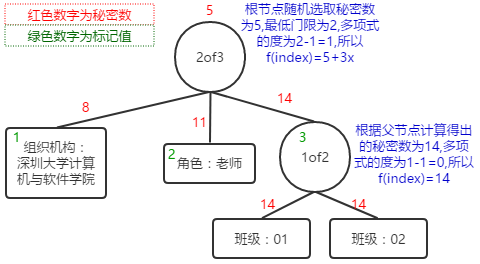 红色数字为秘密数
绿色数字为标记值
5
根节点随机选取秘密数
为5,最低门限为2,多项式
的度为2-1=1,所以
f(index)=5+3x
2of3
8
11
14
1
组织机构：
深圳大学计算
机与软件学院
2
角色：老师
3
1of2
根据父节点计算得出
的秘密数为14,多项
式的度为1-1=0,所以
f(index)=14
14
14
班级：01
班级：02